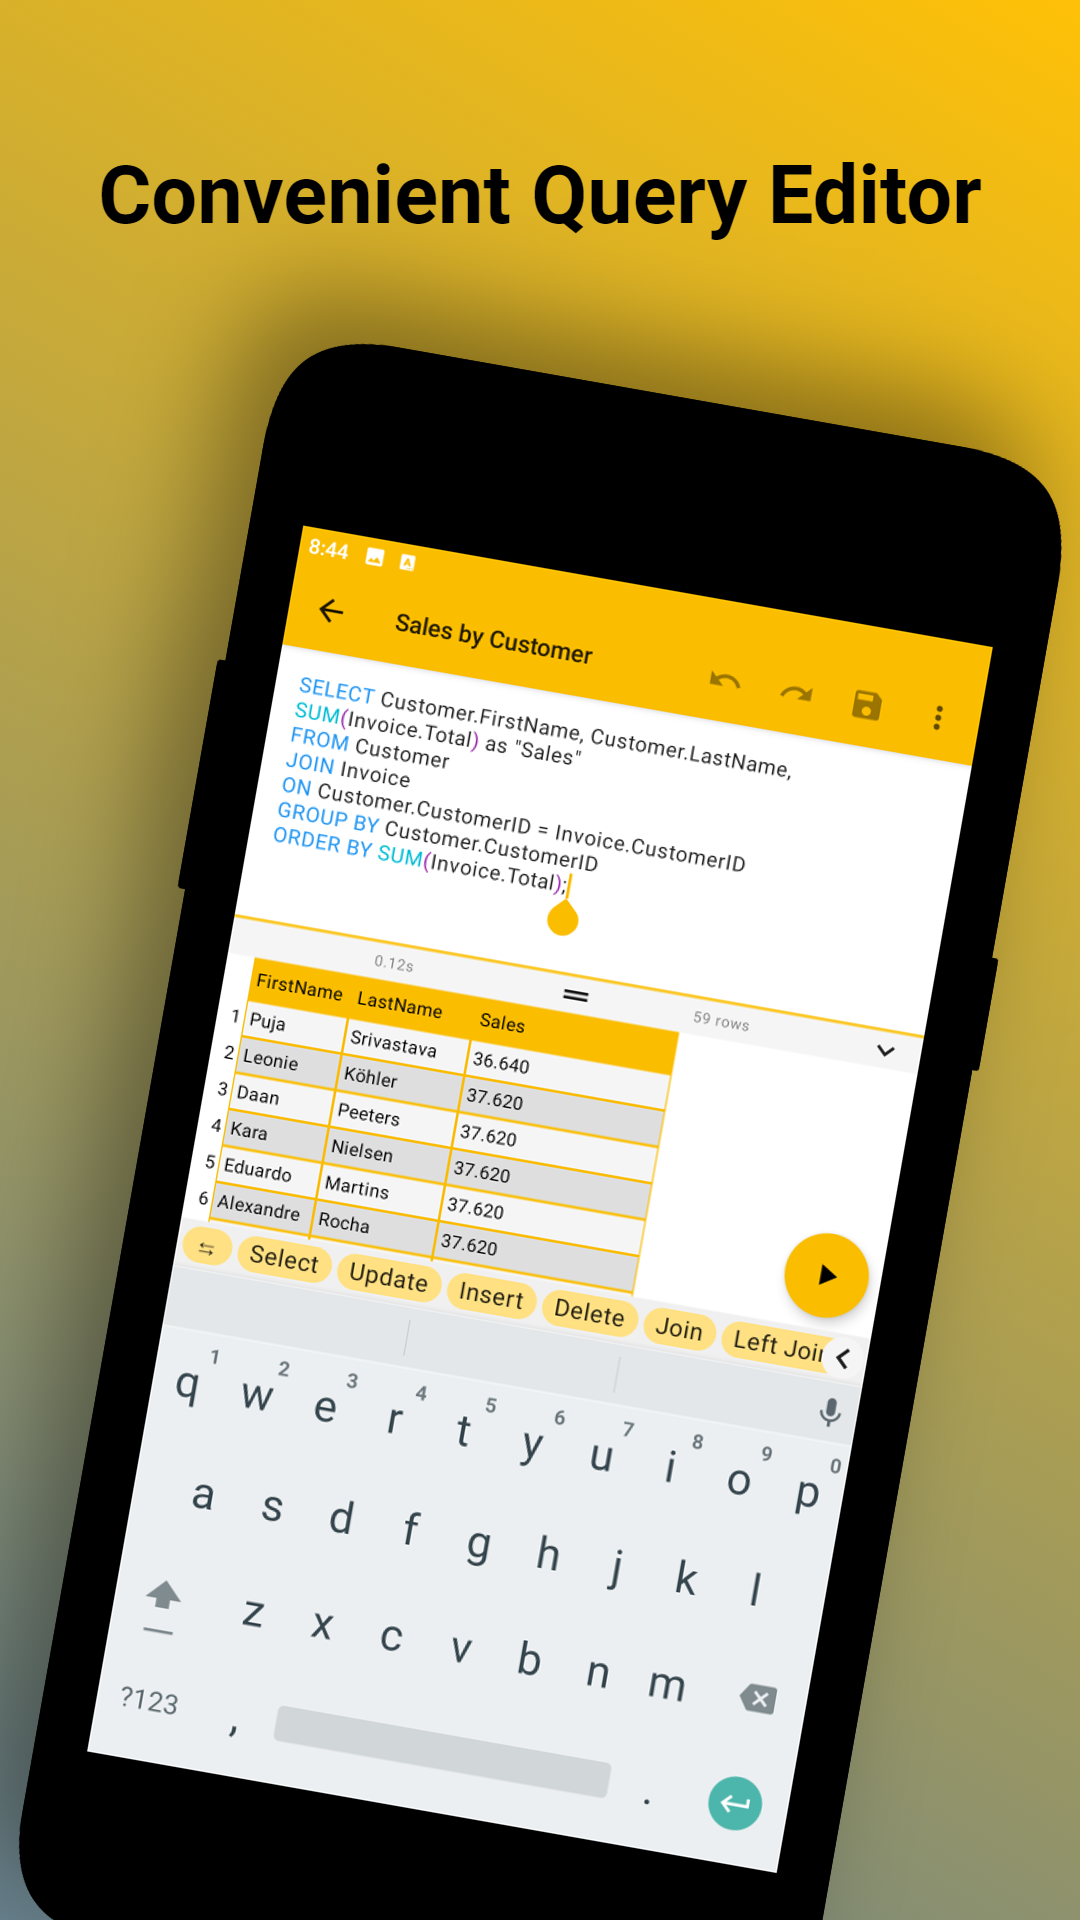 Convenient Query Editor
8:44
Sales by Customer
SELECT Customer.FirstName, Customer.LastName,
SUM(Invoice.Total) as "Sales"
FROM Customer
JOIN Invoice
ON Customer.CustomerID = Invoice.CustomerID
GROUP BY Customer.CustomerID
ORDER BY SUM(Invoice.Total);
0.12s 59 rows
FirstName LastName Sales
1 Puja Srivastava 36.640
2 Leonie Köhler 37.620
3 Daan Peeters 37.620
4 Kara Nielsen 37.620
5 Eduardo Martins 37.620
6 Alexandre Rocha 37.620
Select Update Insert Delete Join Left Join
1 2 3 4 5 6 7 8 9 0
q w e r t y u i o p
a s d f g h j k l
z x c v b n m
?123 , .